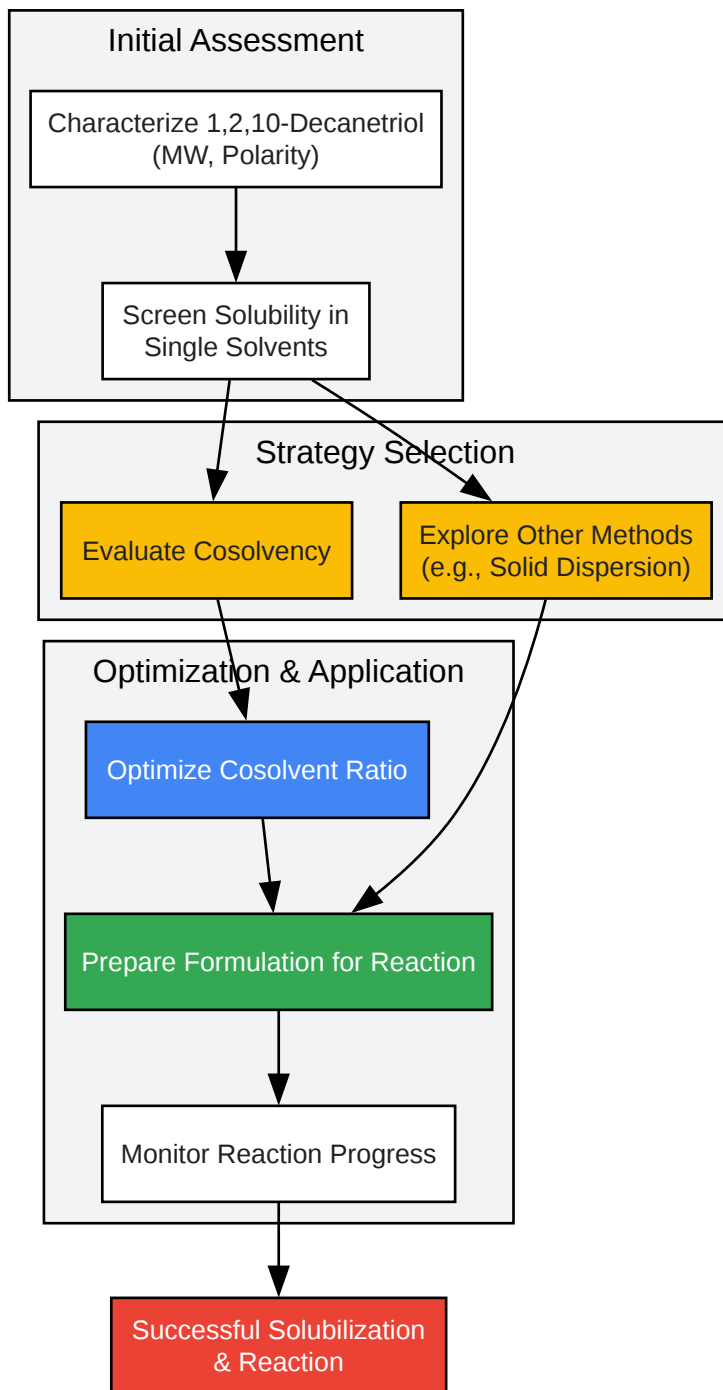 Initial Assessment
Characterize 1,2,10-Decanetriol
(MW, Polarity)
Screen Solubility in
Single Solvents
Strategy Selection
Evaluate Cosolvency
Explore Other Methods
(e.g., Solid Dispersion)
Optimization & Application
Optimize Cosolvent Ratio
Prepare Formulation for Reaction
Monitor Reaction Progress
Successful Solubilization
& Reaction